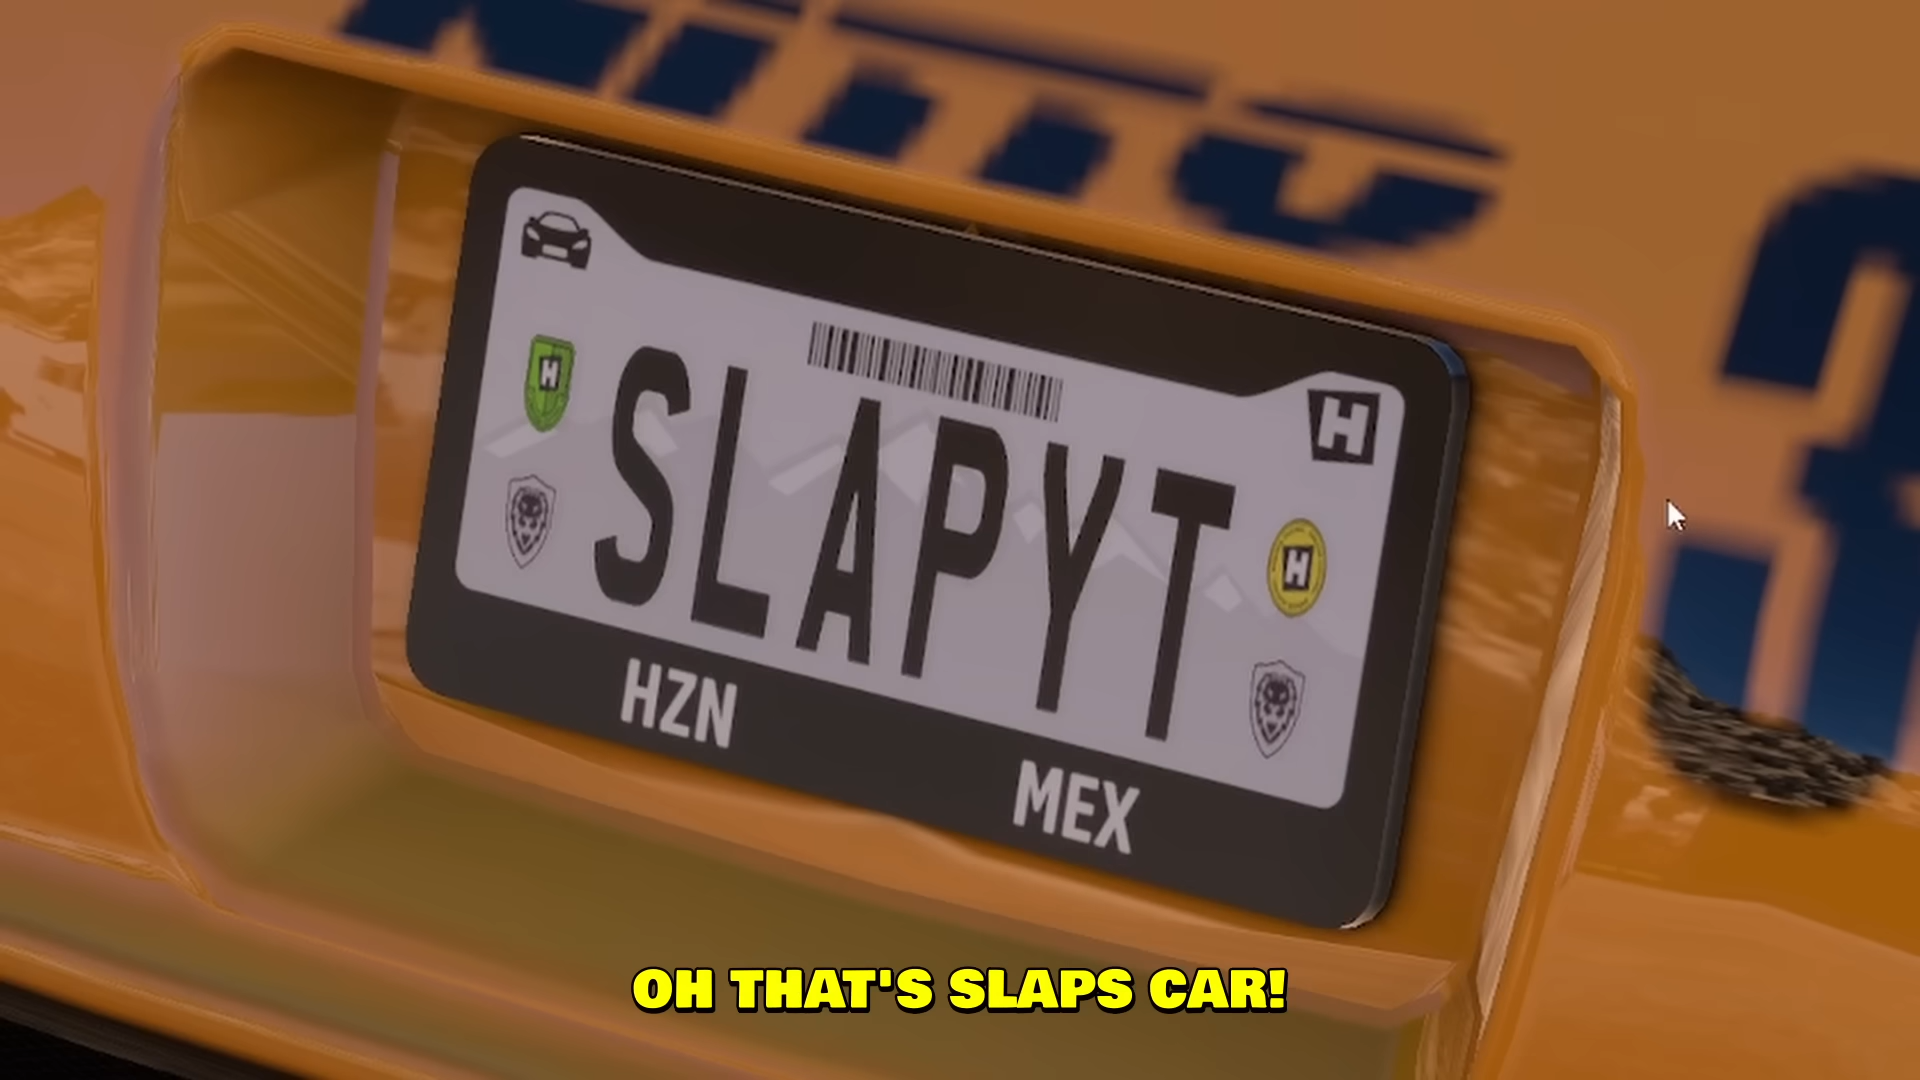 H
H
SLAPYT
H
HZN
MEX
OH THAT'S SLAPS CAR!